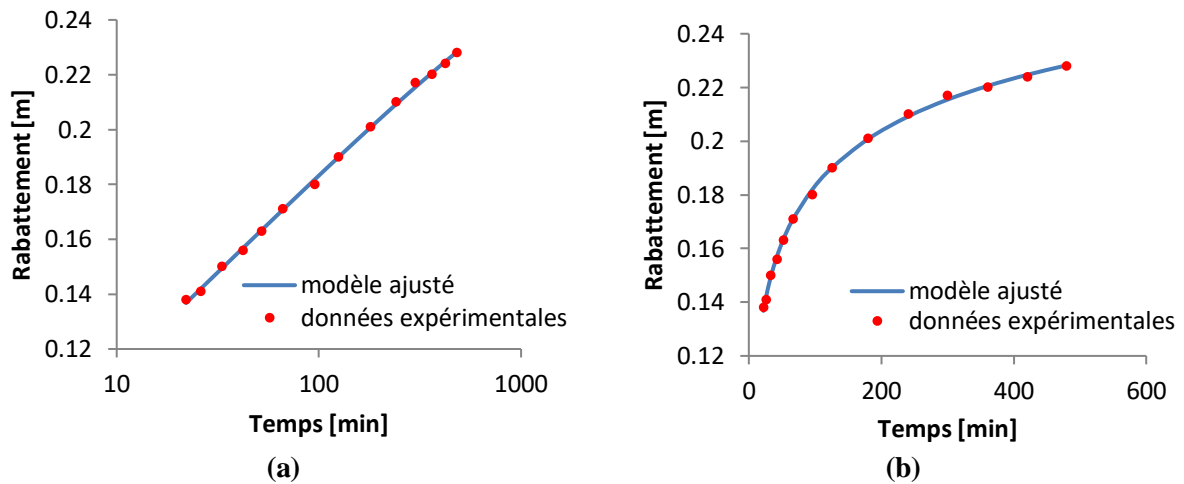 0.24
0.22
0.2
0.18
0.16
0.14
0.12
10
100
1000
Rabattement [m]
Temps [min]
modèle ajusté
données expérimentales
(a)
0.24
0.22
0.2
0.18
0.16
0.14
0.12
0
200
400
600
Rabattement [m]
Temps [min]
modèle ajusté
données expérimentales
(b)